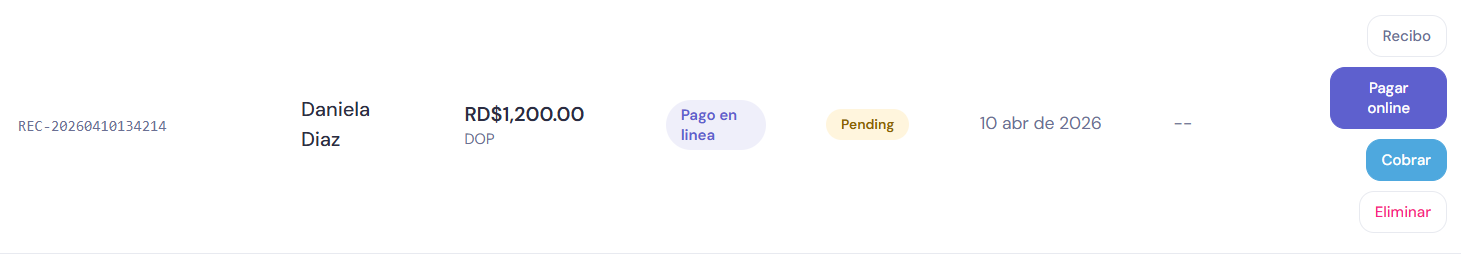 REC-20260410134214
Daniela
Diaz
RD$1,200.00
DOP
Pago en
linea
Pending
10 abr de 2026
--
Recibo
Pagar
online
Cobrar
Eliminar